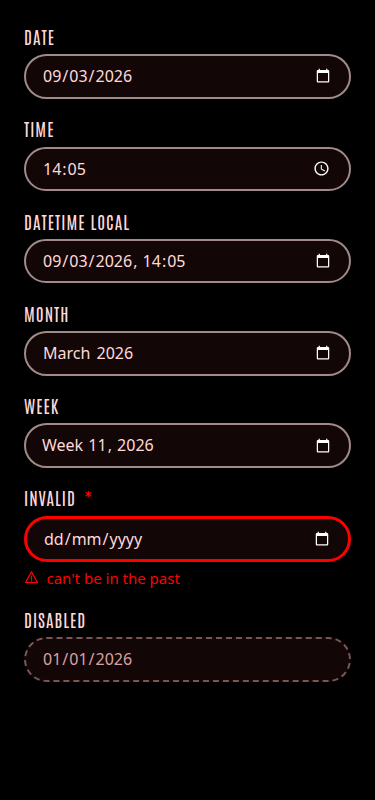 DATE
09/03/2026
TIME
14:05
DATETIME LOCAL
09/03/2026, 14:05
MONTH
March 2026
WEEK
Week 11, 2026
INVALID *
dd/mm/yyyy
can't be in the past
DISABLED
01/01/2026